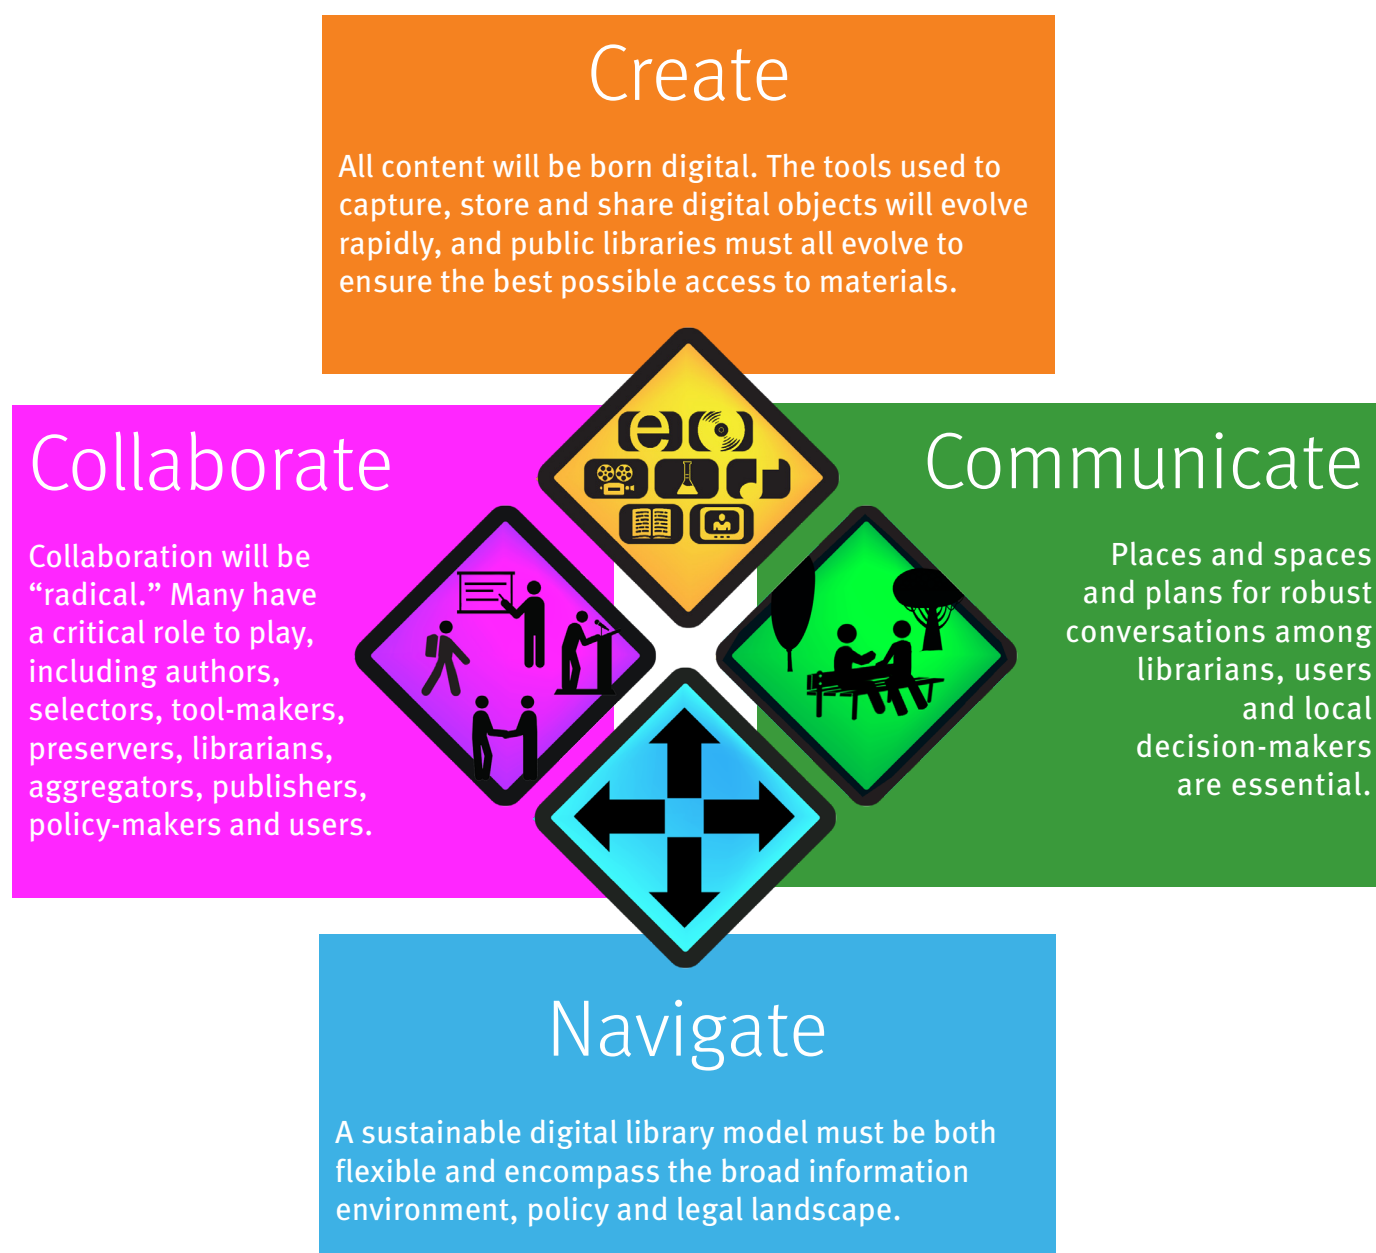 Create
All content will be born digital. The tools used to
capture, store and share digital objects will evolve
rapidly, and public libraries must all evolve to
ensure the best possible access to materials.
Collaborate
Collaboration will be
“radical.” Many have
a critical role to play,
including authors,
selectors, tool-makers,
preservers, librarians,
aggregators, publishers,
policy-makers and users.
e
Communicate
Places and spaces
and plans for robust
conversations among
librarians, users
and local
decision-makers
are essential.
Navigate
A sustainable digital library model must be both
flexible and encompass the broad information
environment, policy and legal landscape.